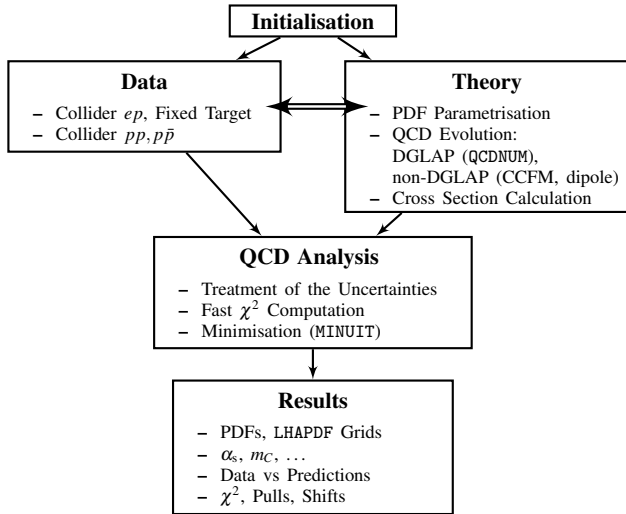 Initialisation
Data
– Collider ep, Fixed Target
– Collider pp, pp̄
Theory
– PDF Parametrisation
– QCD Evolution:
DGLAP (QCDNUM),
non-DGLAP (CCFM, dipole)
– Cross Section Calculation
QCD Analysis
– Treatment of the Uncertainties
– Fast χ² Computation
– Minimisation (MINUIT)
Results
– PDFs, LHAPDF Grids
– αₛ, m_C, …
– Data vs Predictions
– χ², Pulls, Shifts